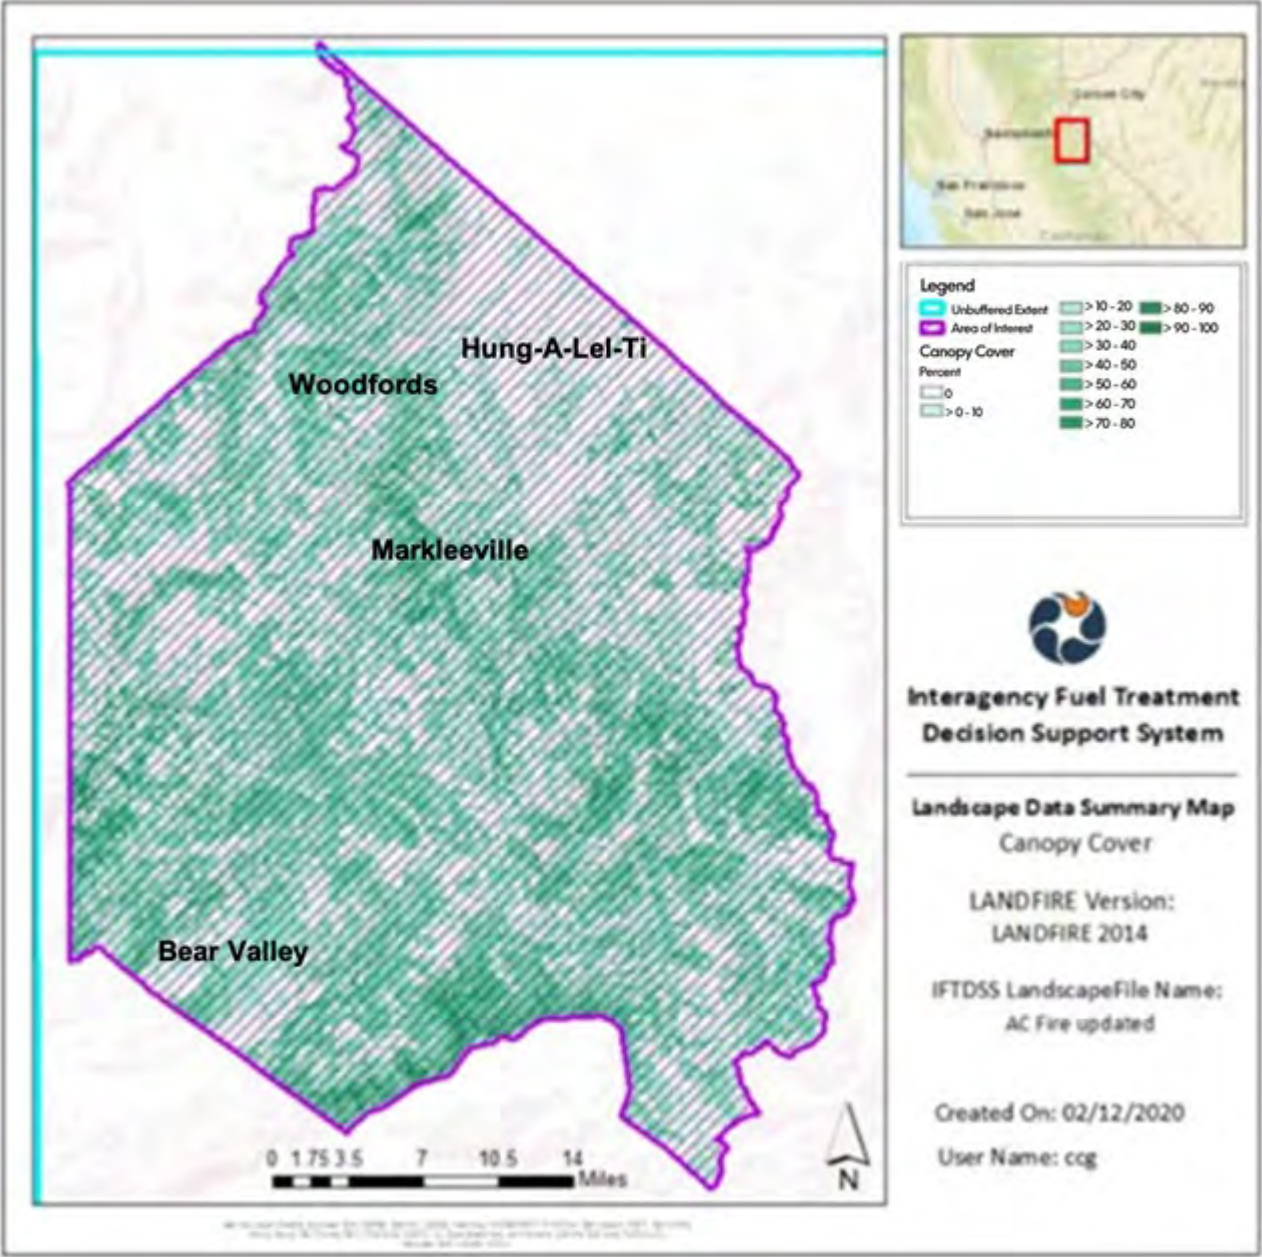 Hung-A-Lel-Ti
Woodfords
Markleeville
Bear Valley
0 1.75 3.5 7 10.5 14
Miles
N
Carson City
Sacramento
San Francisco
San Jose
California
Legend
Unbuffered Extent
Area of Interest
Canopy Cover
Percent
0
>0-10
>10-20
>20-30
>30-40
>40-50
>50-60
>60-70
>70-80
>80-90
>90-100
Interagency Fuel Treatment
Decision Support System
Landscape Data Summary Map
Canopy Cover
LANDFIRE Version:
LANDFIRE 2014
IFTDSS LandscapeFile Name:
AC Fire updated
Created On: 02/12/2020
User Name: ccg